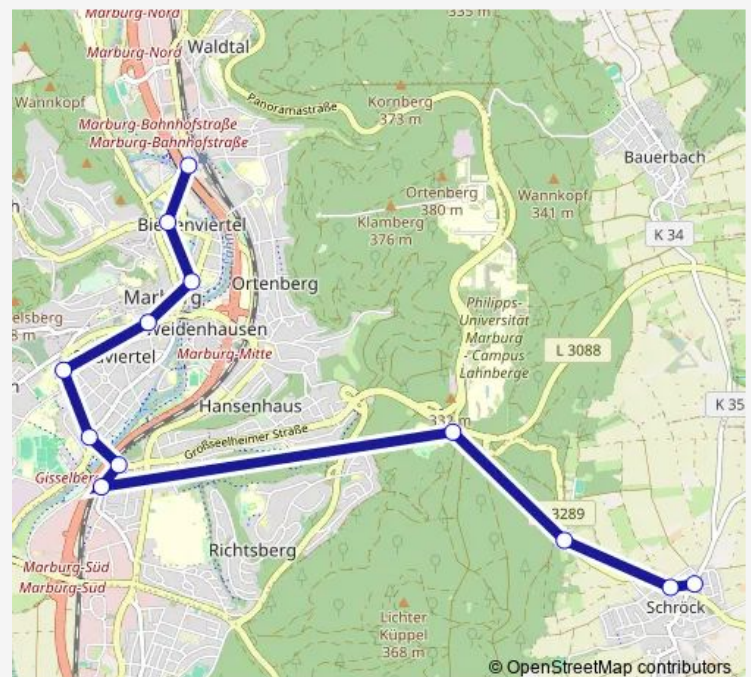 Marburg-Nord
Marburg-Nord
Waldtal
Wannkopf
Panoramastraße
Kornberg
373 m
335 m
Marburg-Bahnhofstraße
Marburg-Bahnhofstraße
Bauerbach
Ortenberg
380 m
Wannkopf
341 m
Klamberg
376 m
K 34
Ortenberg
Weidenhausen
Marburg-Mitte
Philipps-
Universität
Marburg
- Campus
Lahnberge
L 3088
Hansenhaus
K 35
Großseelheimer Straße
3289
Richtsberg
Marburg-Süd
Marburg-Süd
Schröck
Lichter
Küppel
368 m
© OpenStreetMap contributors